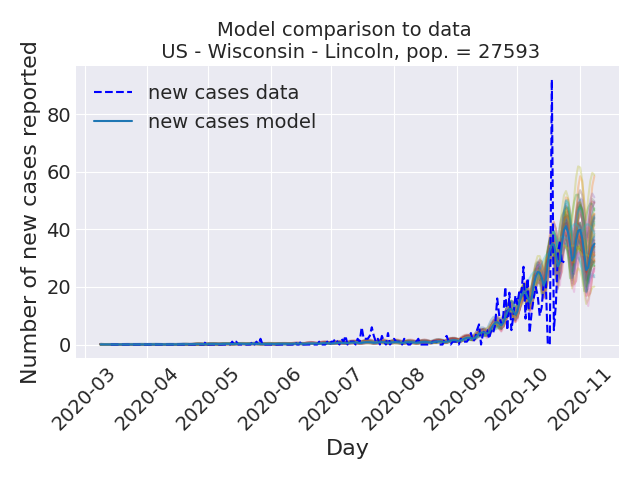 Model comparison to data
US - Wisconsin - Lincoln, pop. = 27593
Number of new cases reported
80
60
40
20
0
new cases data
new cases model
2020-03
2020-04
2020-05
2020-06
2020-07
2020-08
2020-09
2020-10
2020-11
Day